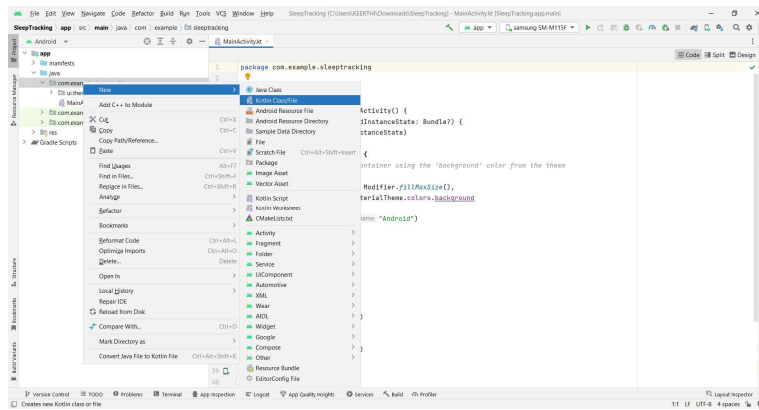 File Edit View Navigate Code Refactor Build Run Tools VCS Window Help SleepTracking [C:\Users\KEERTHI\Downloads\SleepTracking] - MainActivity.kt [SleepTracking.app.main]
SleepTracking app src main java com example sleeptracking
app samsung SM-M115F
Android
MainActivity.kt
Code Split Design
Project
Resource Manager
Structure
Bookmarks
Build Variants
app
manifests
java
com.exam
ui.then
MainA
com.exan
com.exan
res
Gradle Scripts
New
Add C++ to Module
Cut Ctrl+X
Copy Ctrl+C
Copy Path/Reference...
Paste Ctrl+V
Find Usages Alt+F7
Find in Files... Ctrl+Shift+F
Replace in Files... Ctrl+Shift+R
Analyze
Refactor
Bookmarks
Reformat Code Ctrl+Alt+L
Optimize Imports Ctrl+Alt+O
Delete... Delete
Open In
Local History
Repair IDE
Reload from Disk
Compare With... Ctrl+D
Mark Directory as
Convert Java File to Kotlin File Ctrl+Alt+Shift+K
Java Class
Kotlin Class/File
Android Resource File
Android Resource Directory
Sample Data Directory
File
Scratch File Ctrl+Alt+Shift+Insert
Package
Image Asset
Vector Asset
Kotlin Script
Kotlin Worksheet
CMakeLists.txt
Activity
Fragment
Folder
Service
UiComponent
Automotive
XML
Wear
AIDL
Widget
Google
Compose
Other
Resource Bundle
EditorConfig File
1 package com.example.sleeptracking
2
Activity() {
dInstanceState: Bundle?) {
stanceState)
{
ontainer using the 'background' color from the theme
Modifier.fillMaxSize(),
terialTheme.colors.background
name: "Android")
)
)
39
40
Version Control TODO Problems Terminal App Inspection Logcat App Quality Insights Services Build Profiler Layout Inspector
Creates new Kotlin class or file 1:1 LF UTF-8 4 spaces